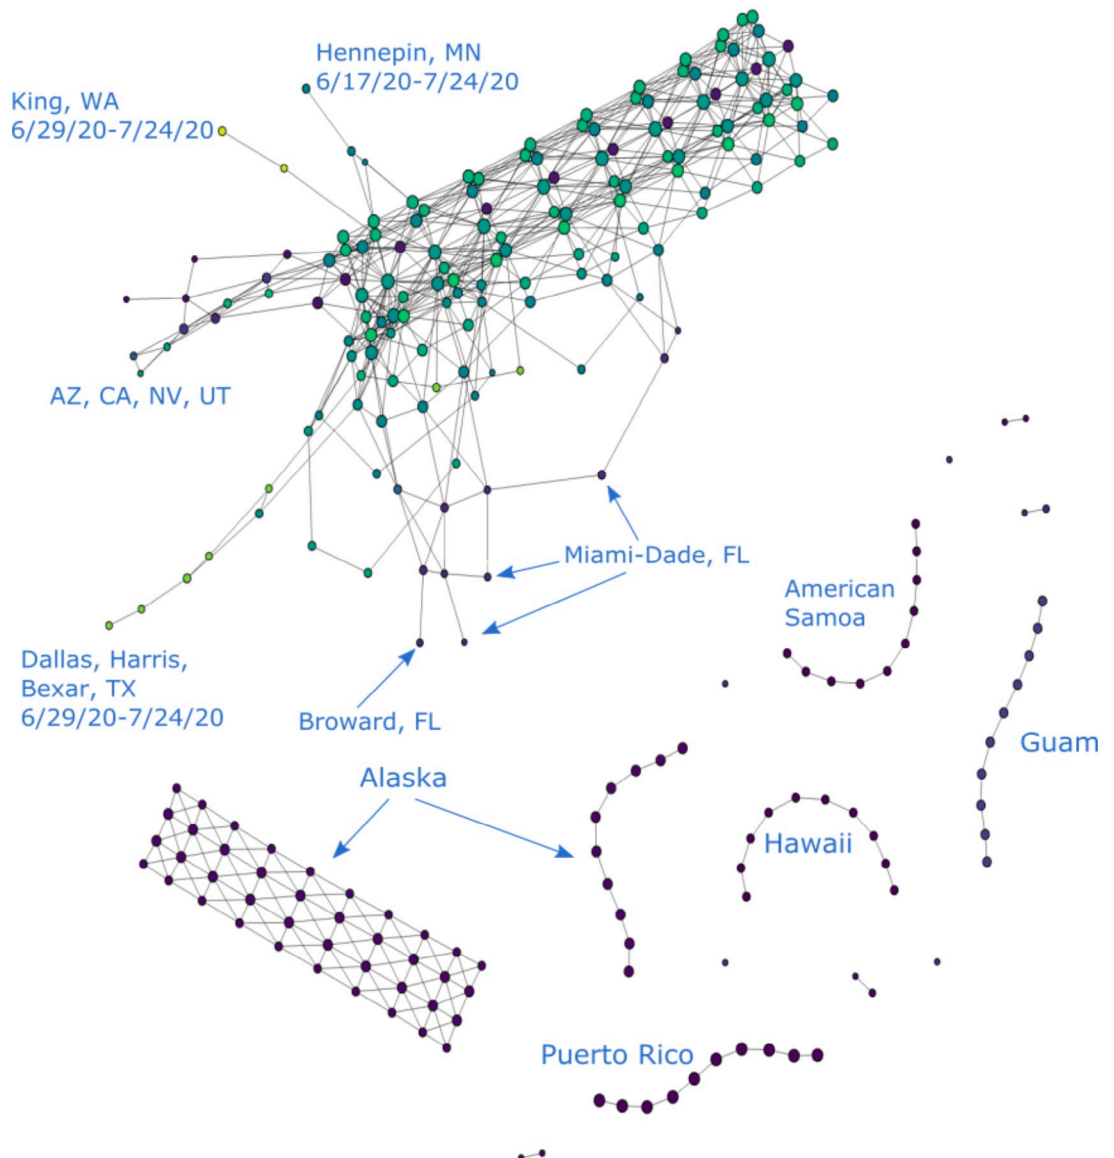 Hennepin, MN
6/17/20-7/24/20
King, WA
6/29/20-7/24/20
AZ, CA, NV, UT
Miami-Dade, FL
American
Samoa
Dallas, Harris,
Bexar, TX
6/29/20-7/24/20
Broward, FL
Guam
Alaska
Hawaii
Puerto Rico